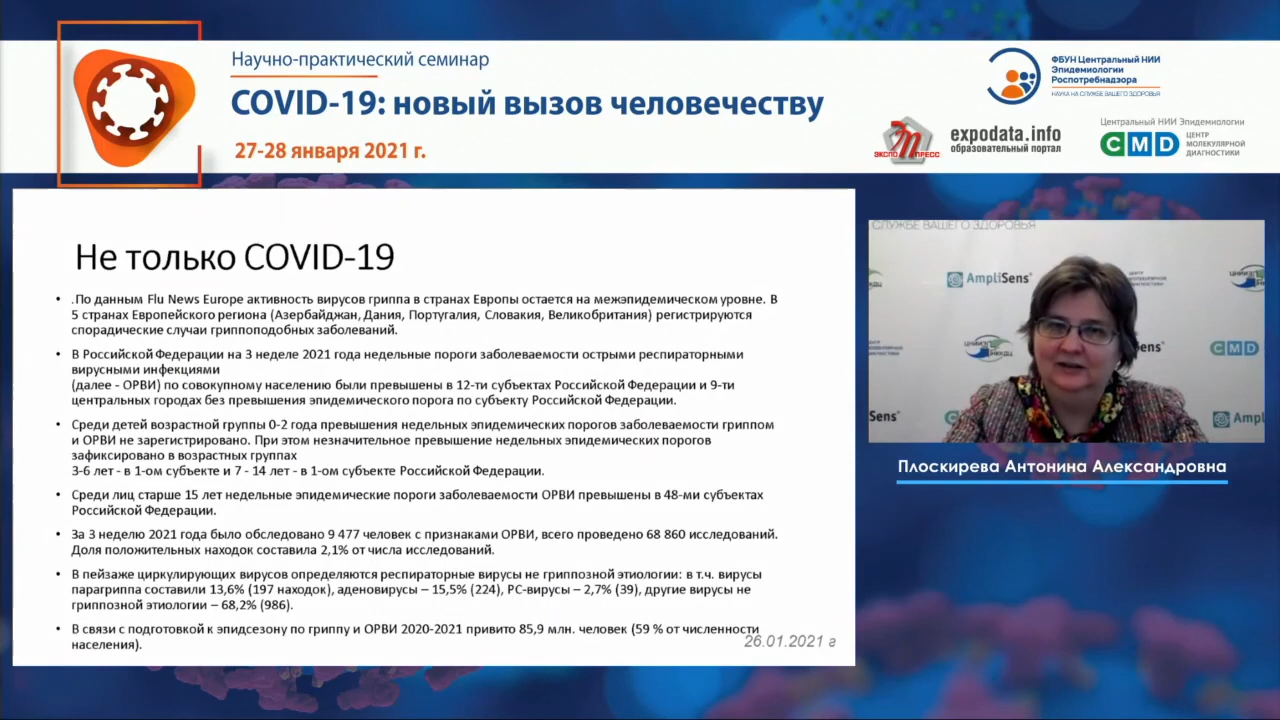 Научно-практический семинар
COVID-19: новый вызов человечеству
27-28 января 2021 г.
ФБУН Центральный НИИ
Эпидемиологии
Роспотребнадзора
НАУКА НА СЛУЖБЕ ВАШЕГО ЗДОРОВЬЯ
ЭКСПО ПРЕСС
expodata.info
образовательный портал
Центральный НИИ Эпидемиологии
CMD
ЦЕНТР
МОЛЕКУЛЯРНОЙ
ДИАГНОСТИКИ
Не только COVID-19
• .По данным Flu News Europe активность вирусов гриппа в странах Европы остается на межэпидемическом уровне. В
5 странах Европейского региона (Азербайджан, Дания, Португалия, Словакия, Великобритания) регистрируются
спорадические случаи гриппоподобных заболеваний.
• В Российской Федерации на 3 неделе 2021 года недельные пороги заболеваемости острыми респираторными
вирусными инфекциями
(далее - ОРВИ) по совокупному населению были превышены в 12-ти субъектах Российской Федерации и 9-ти
центральных городах без превышения эпидемического порога по субъекту Российской Федерации.
• Среди детей возрастной группы 0-2 года превышения недельных эпидемических порогов заболеваемости гриппом
и ОРВИ не зарегистрировано. При этом незначительное превышение недельных эпидемических порогов
зафиксировано в возрастных группах
3-6 лет - в 1-ом субъекте и 7 - 14 лет - в 1-ом субъекте Российской Федерации.
• Среди лиц старше 15 лет недельные эпидемические пороги заболеваемости ОРВИ превышены в 48-ми субъектах
Российской Федерации.
• За 3 неделю 2021 года было обследовано 9 477 человек с признаками ОРВИ, всего проведено 68 860 исследований.
Доля положительных находок составила 2,1% от числа исследований.
• В пейзаже циркулирующих вирусов определяются респираторные вирусы не гриппозной этиологии: в т.ч. вирусы
парагриппа составили 13,6% (197 находок), аденовирусы – 15,5% (224), РС-вирусы – 2,7% (39), другие вирусы не
гриппозной этиологии – 68,2% (986).
• В связи с подготовкой к эпидсезону по гриппу и ОРВИ 2020-2021 привито 85,9 млн. человек (59 % от численности
населения).
26.01.2021 г
СЛУЖБЕ ВАШЕГО ЗДОРОВЬЯ
AmpliSens
CMD
Sens
Ampl
Плоскирева Антонина Александровна